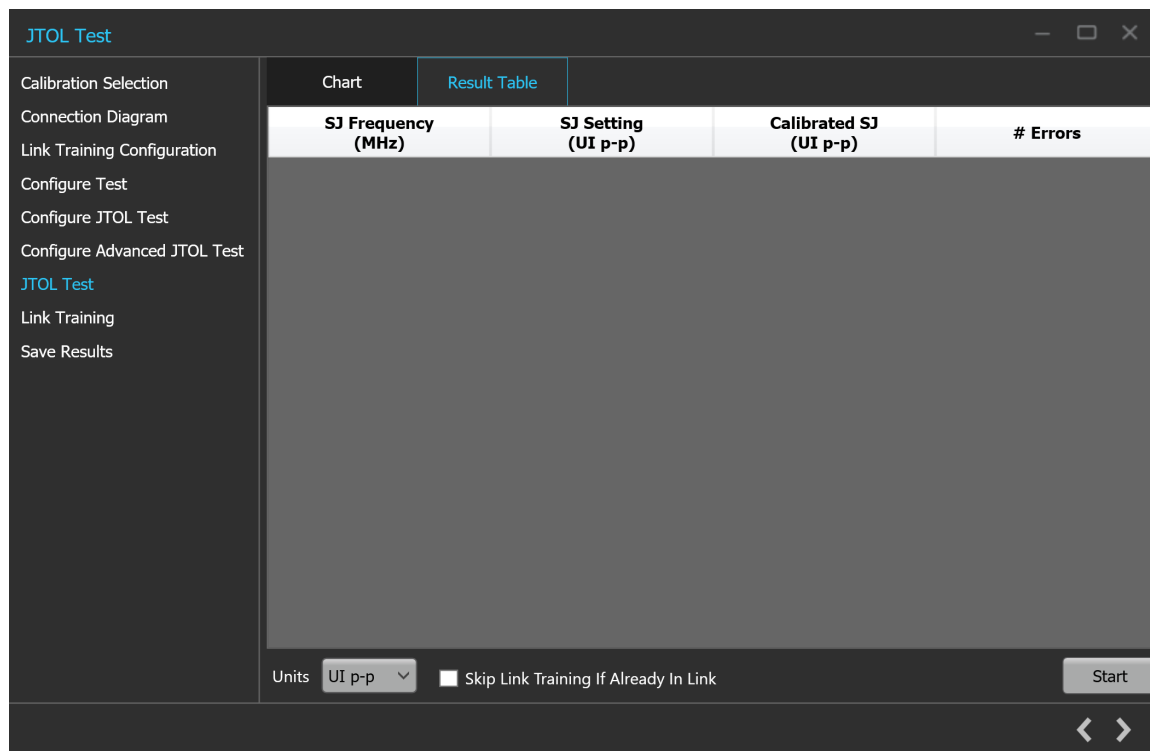 JTOL Test
Calibration Selection
Connection Diagram
Link Training Configuration
Configure Test
Configure JTOL Test
Configure Advanced JTOL Test
JTOL Test
Link Training
Save Results
Chart
Result Table
SJ Frequency
(MHz)
SJ Setting
(UI p-p)
Calibrated SJ
(UI p-p)
# Errors
Units
UI p-p
Skip Link Training If Already In Link
Start